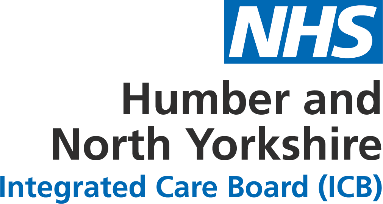 NHS
Humber and
North Yorkshire
Integrated Care Board (ICB)